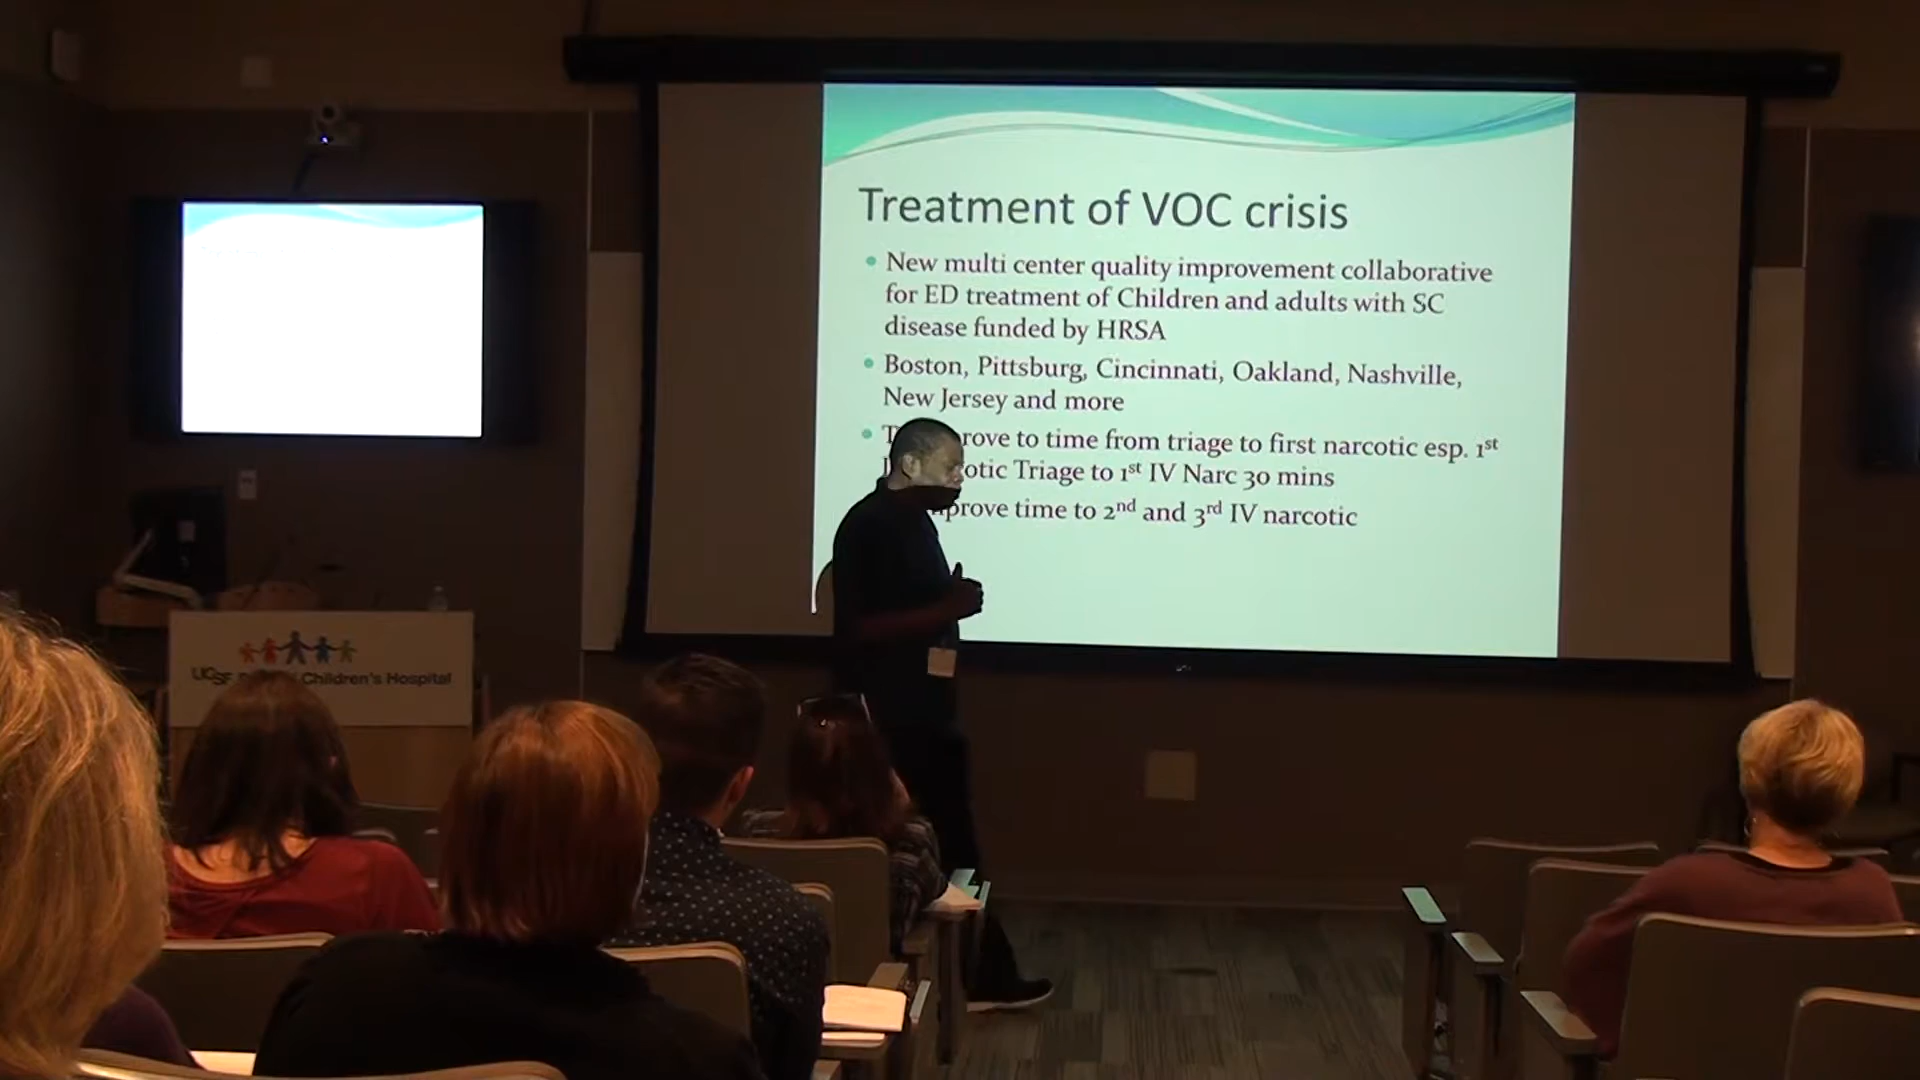 Treatment of VOC crisis
New multi center quality improvement collaborative
for ED treatment of Children and adults with SC
disease funded by HRSA
Boston, Pittsburg, Cincinnati, Oakland, Nashville,
New Jersey and more
rove to time from triage to first narcotic esp. 1st
otic Triage to 1st IV Narc 30 mins
prove time to 2nd and 3rd IV narcotic
UCSF Children's Hospital